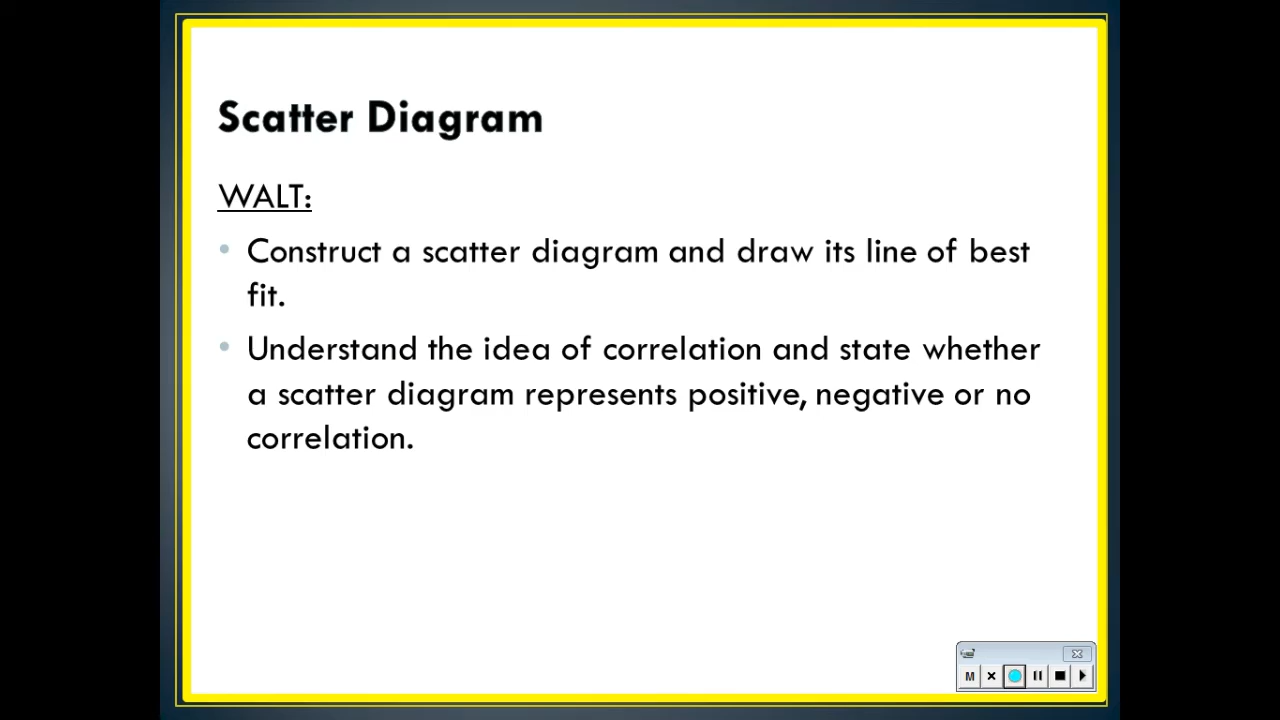 Scatter Diagram
WALT:
• Construct a scatter diagram and draw its line of best
fit.
• Understand the idea of correlation and state whether
a scatter diagram represents positive, negative or no
correlation.
M